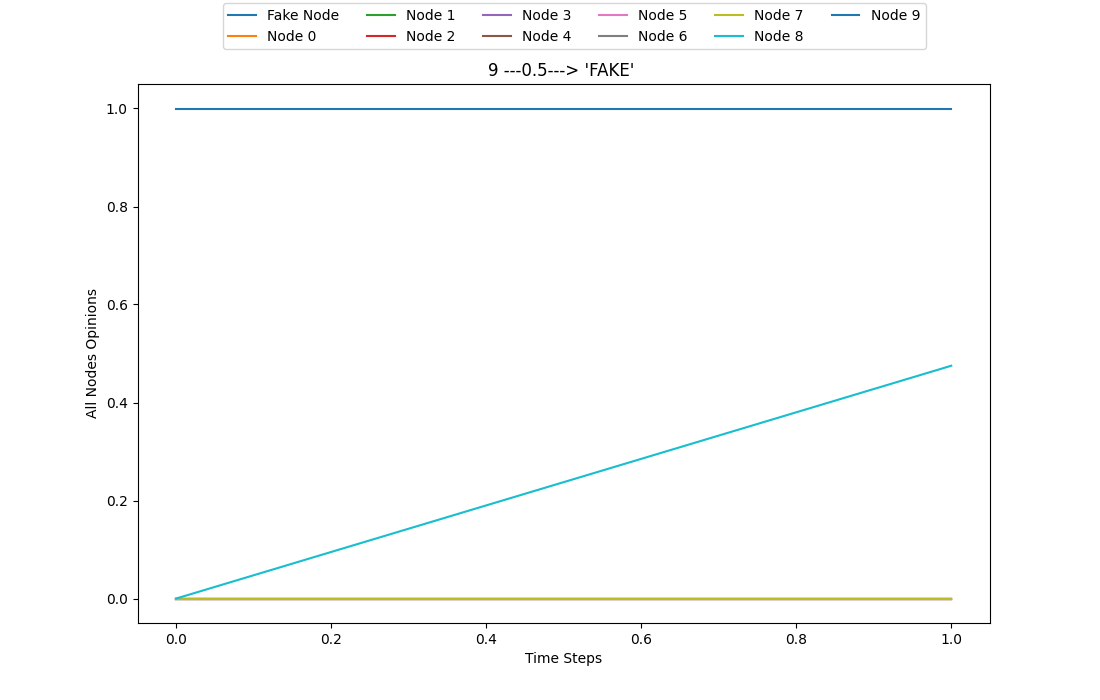 Fake Node Node 1 Node 3 Node 5 Node 7 Node 9
Node 0 Node 2 Node 4 Node 6 Node 8
9 ---0.5---> 'FAKE'
1.0
0.8
0.6
0.4
0.2
0.0
All Nodes Opinions
0.0 0.2 0.4 0.6 0.8 1.0
Time Steps